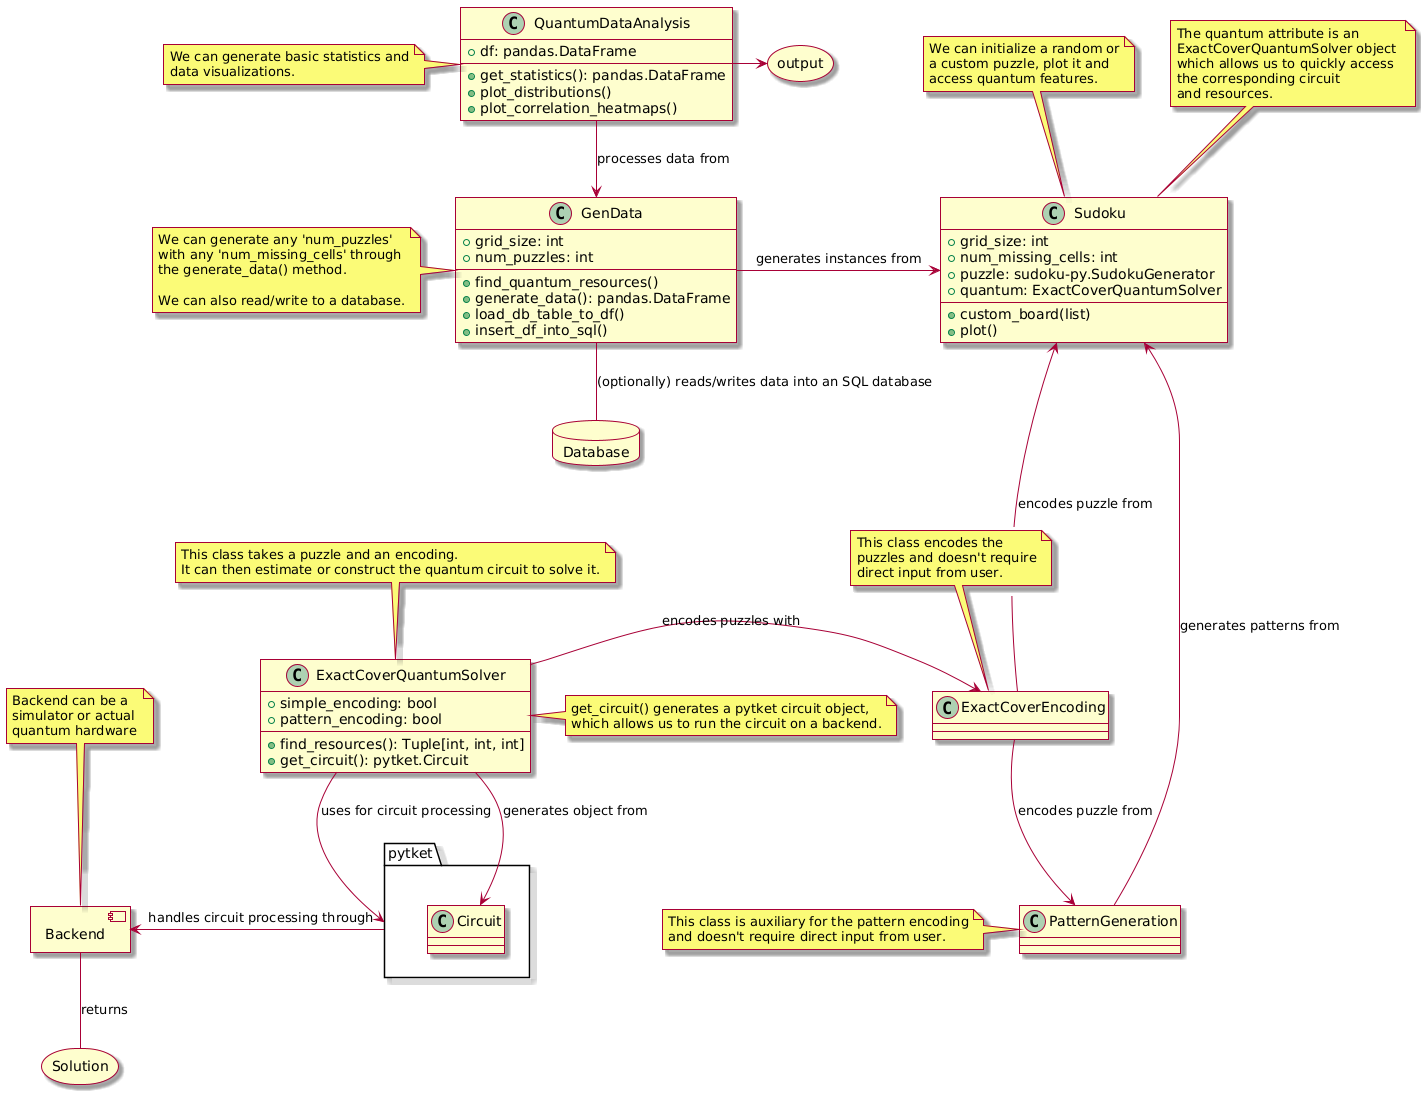 C QuantumDataAnalysis
df: pandas.DataFrame
get_statistics(): pandas.DataFrame
plot_distributions()
plot_correlation_heatmaps()
We can generate basic statistics and
data visualizations.
output
We can initialize a random or
a custom puzzle, plot it and
access quantum features.
The quantum attribute is an
ExactCoverQuantumSolver object
which allows us to quickly access
the corresponding circuit
and resources.
processes data from
C GenData
grid_size: int
num_puzzles: int
find_quantum_resources()
generate_data(): pandas.DataFrame
load_db_table_to_df()
insert_df_into_sql()
We can generate any 'num_puzzles'
with any 'num_missing_cells' through
the generate_data() method.
We can also read/write to a database.
generates instances from
C Sudoku
grid_size: int
num_missing_cells: int
puzzle: sudoku-py.SudokuGenerator
quantum: ExactCoverQuantumSolver
custom_board(list)
plot()
(optionally) reads/writes data into an SQL database
Database
encodes puzzle from
This class takes a puzzle and an encoding.
It can then estimate or construct the quantum circuit to solve it.
This class encodes the
puzzles and doesn't require
direct input from user.
encodes puzzles with
generates patterns from
C ExactCoverQuantumSolver
simple_encoding: bool
pattern_encoding: bool
find_resources(): Tuple[int, int, int]
get_circuit(): pytket.Circuit
get_circuit() generates a pytket circuit object,
which allows us to run the circuit on a backend.
C ExactCoverEncoding
Backend can be a
simulator or actual
quantum hardware
uses for circuit processing
generates object from
encodes puzzle from
pytket
C Circuit
handles circuit processing through
Backend
This class is auxiliary for the pattern encoding
and doesn't require direct input from user.
C PatternGeneration
returns
Solution